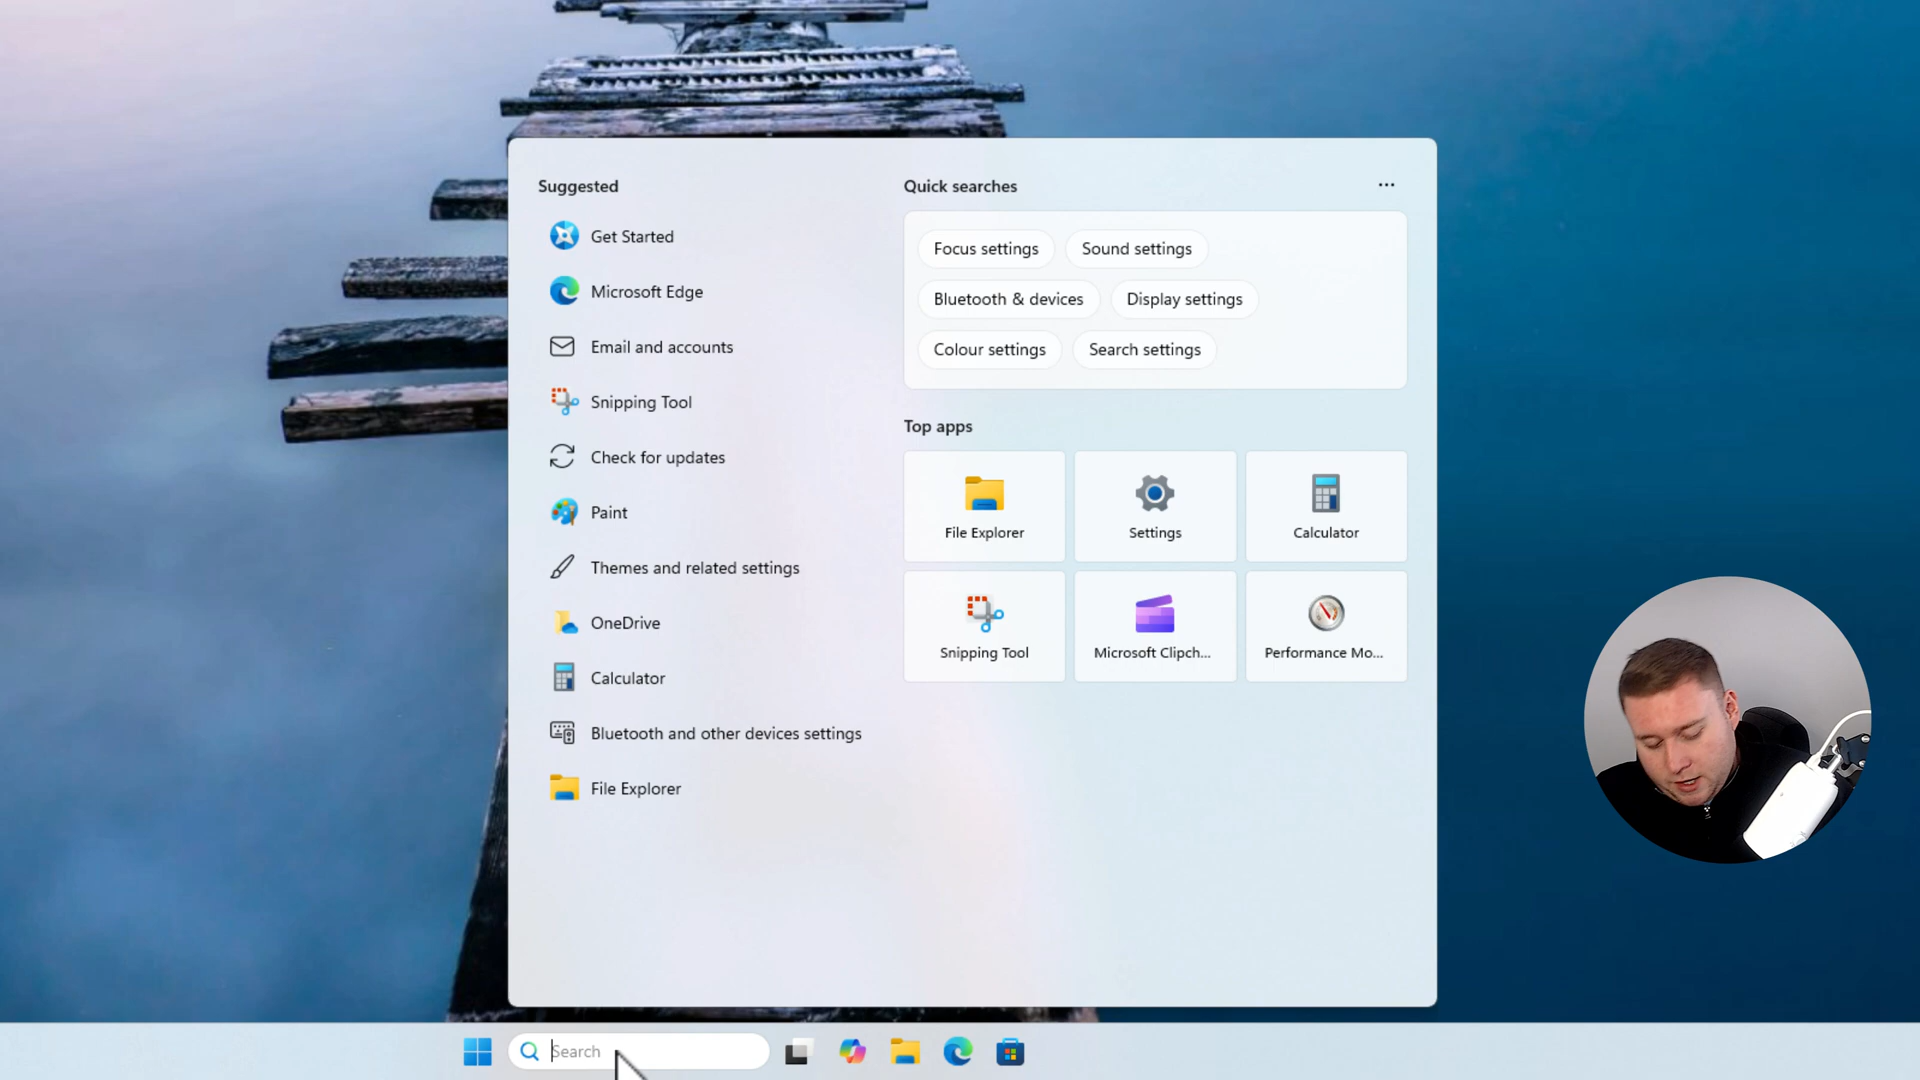 Suggested
Get Started
Microsoft Edge
Email and accounts
Snipping Tool
Check for updates
Paint
Themes and related settings
OneDrive
Calculator
Bluetooth and other devices settings
File Explorer
Quick searches
Focus settings
Sound settings
Bluetooth & devices
Display settings
Colour settings
Search settings
Top apps
File Explorer
Settings
Calculator
Snipping Tool
Microsoft Clipch...
Performance Mo...
Search